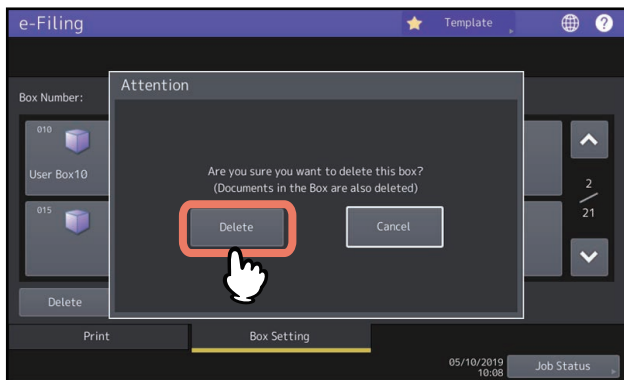 e-Filing
Template
?
Attention
Box Number:
010
User Box10
015
Are you sure you want to delete this box?
(Documents in the Box are also deleted)
Delete
Cancel
2
21
Delete
Print
Box Setting
05/10/2019
10:08
Job Status